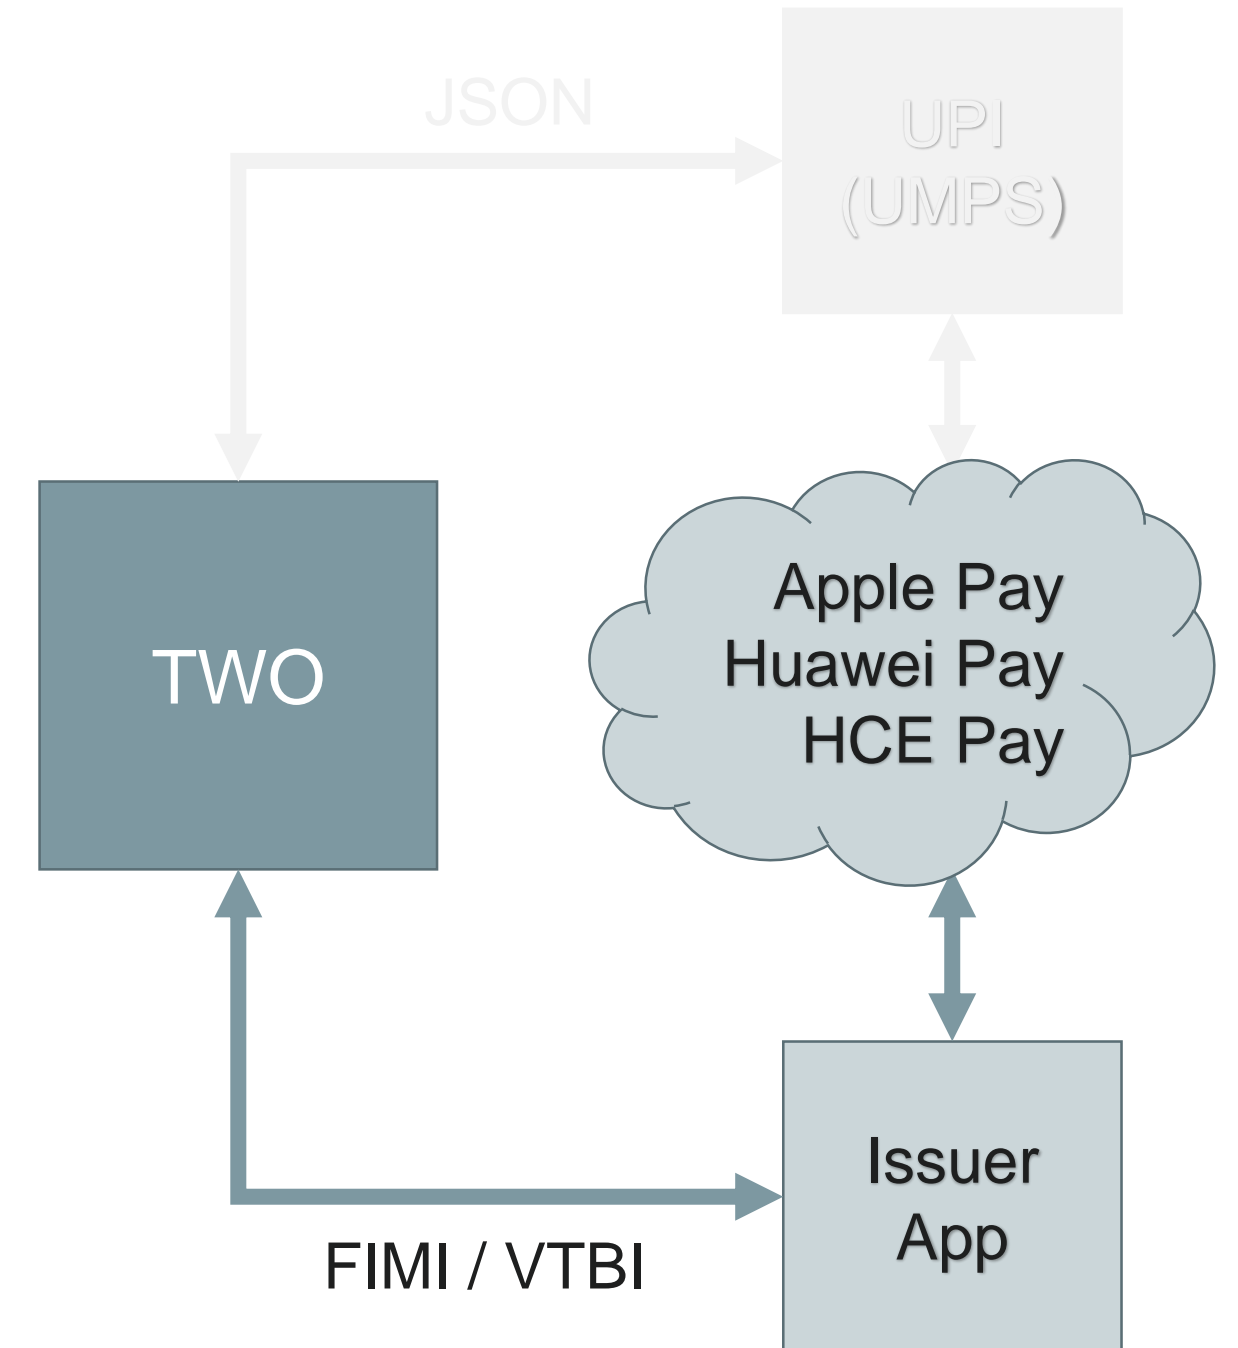 JSON
UPI
(UMPS)
TWO
Apple Pay
Huawei Pay
HCE Pay
Issuer
App
FIMI / VTBI